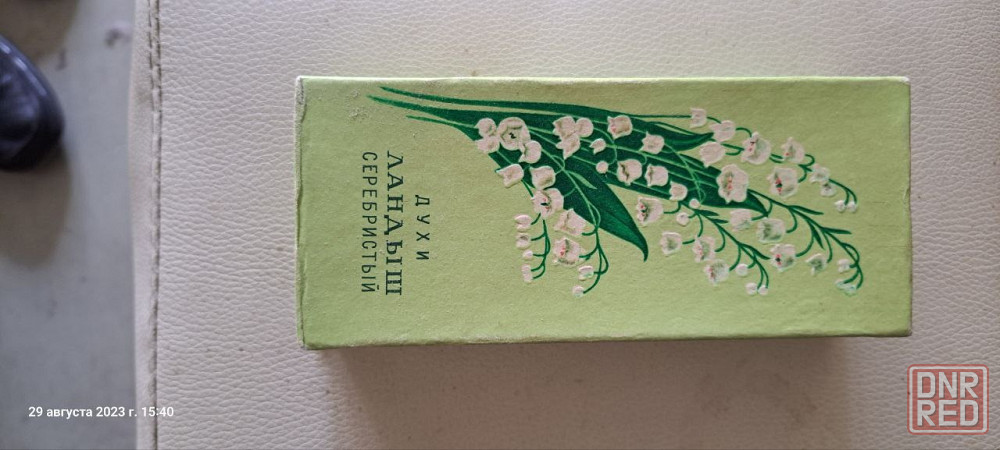 ДУХИ
ЛАНДЫШ
СЕРЕБРИСТЫЙ
29 августа 2023 г. 15:40
DNR
RED